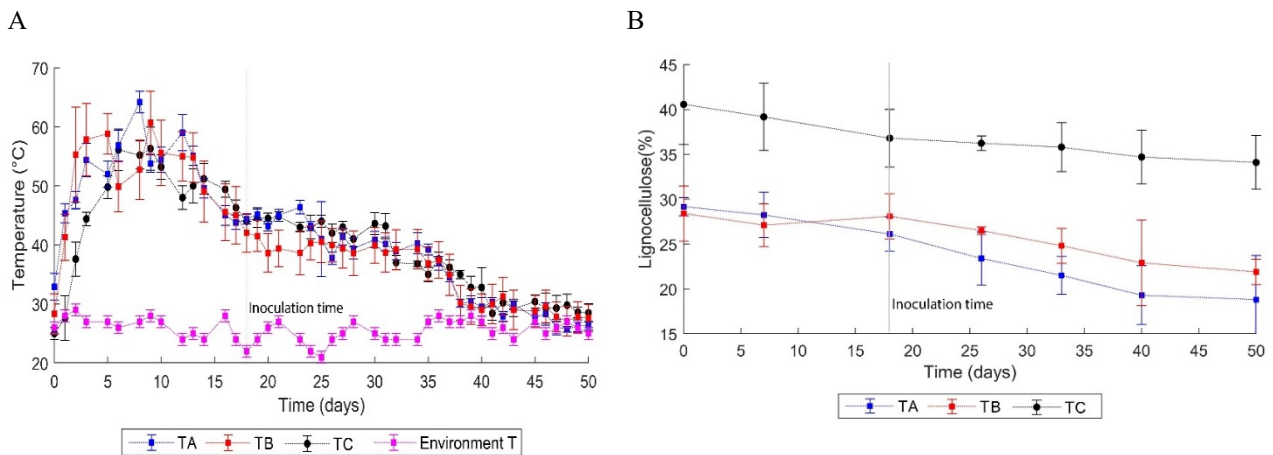 A
B
70
60
50
40
30
20
Temperature (°C)
Inoculation time
0 5 10 15 20 25 30 35 40 45 50
Time (days)
TA TB TC Environment T
45
40
35
30
25
20
15
Lignocellulose(%)
Inoculation time
0 5 10 15 20 25 30 35 40 45 50
Time (days)
TA TB TC